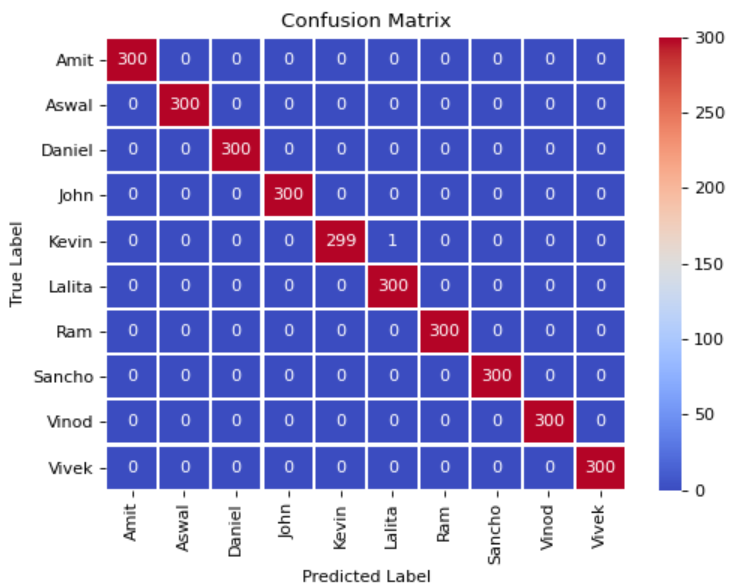 Confusion Matrix
Amit 300 0 0 0 0 0 0 0 0 0
Aswal 0 300 0 0 0 0 0 0 0 0
Daniel 0 0 300 0 0 0 0 0 0 0
John 0 0 0 300 0 0 0 0 0 0
Kevin 0 0 0 0 299 1 0 0 0 0
Lalita 0 0 0 0 0 300 0 0 0 0
Ram 0 0 0 0 0 0 300 0 0 0
Sancho 0 0 0 0 0 0 0 300 0 0
Vinod 0 0 0 0 0 0 0 0 300 0
Vivek 0 0 0 0 0 0 0 0 0 300
True Label
Amit Aswal Daniel John Kevin Lalita Ram Sancho Vinod Vivek
Predicted Label
300
250
200
150
100
50
0